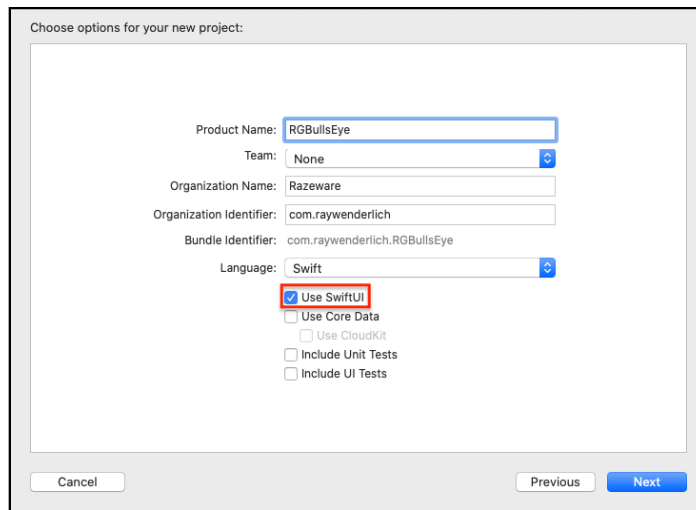 Choose options for your new project:
Product Name: RGBullsEye
Team: None
Organization Name: Razeware
Organization Identifier: com.raywenderlich
Bundle Identifier: com.raywenderlich.RGBullsEye
Language: Swift
Use SwiftUI
Use Core Data
Use CloudKit
Include Unit Tests
Include UI Tests
Cancel Previous Next